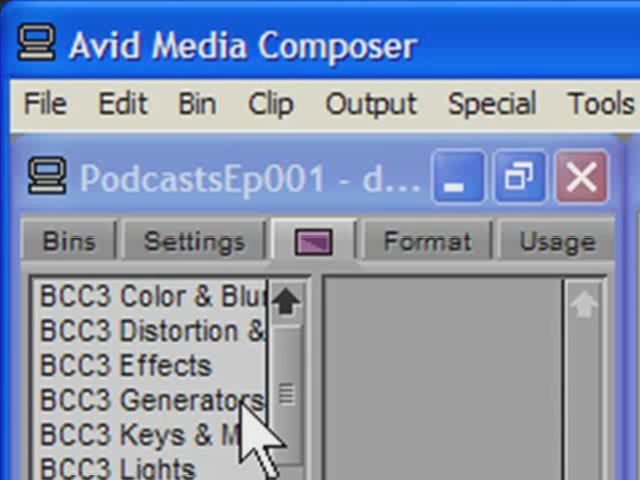 Avid Media Composer
File Edit Bin Clip Output Special Tools
PodcastsEp001 - d...
Bins Settings Format Usage
BCC3 Color & Blu
BCC3 Distortion &
BCC3 Effects
BCC3 Generators
BCC3 Keys & M
BCC3 Lights